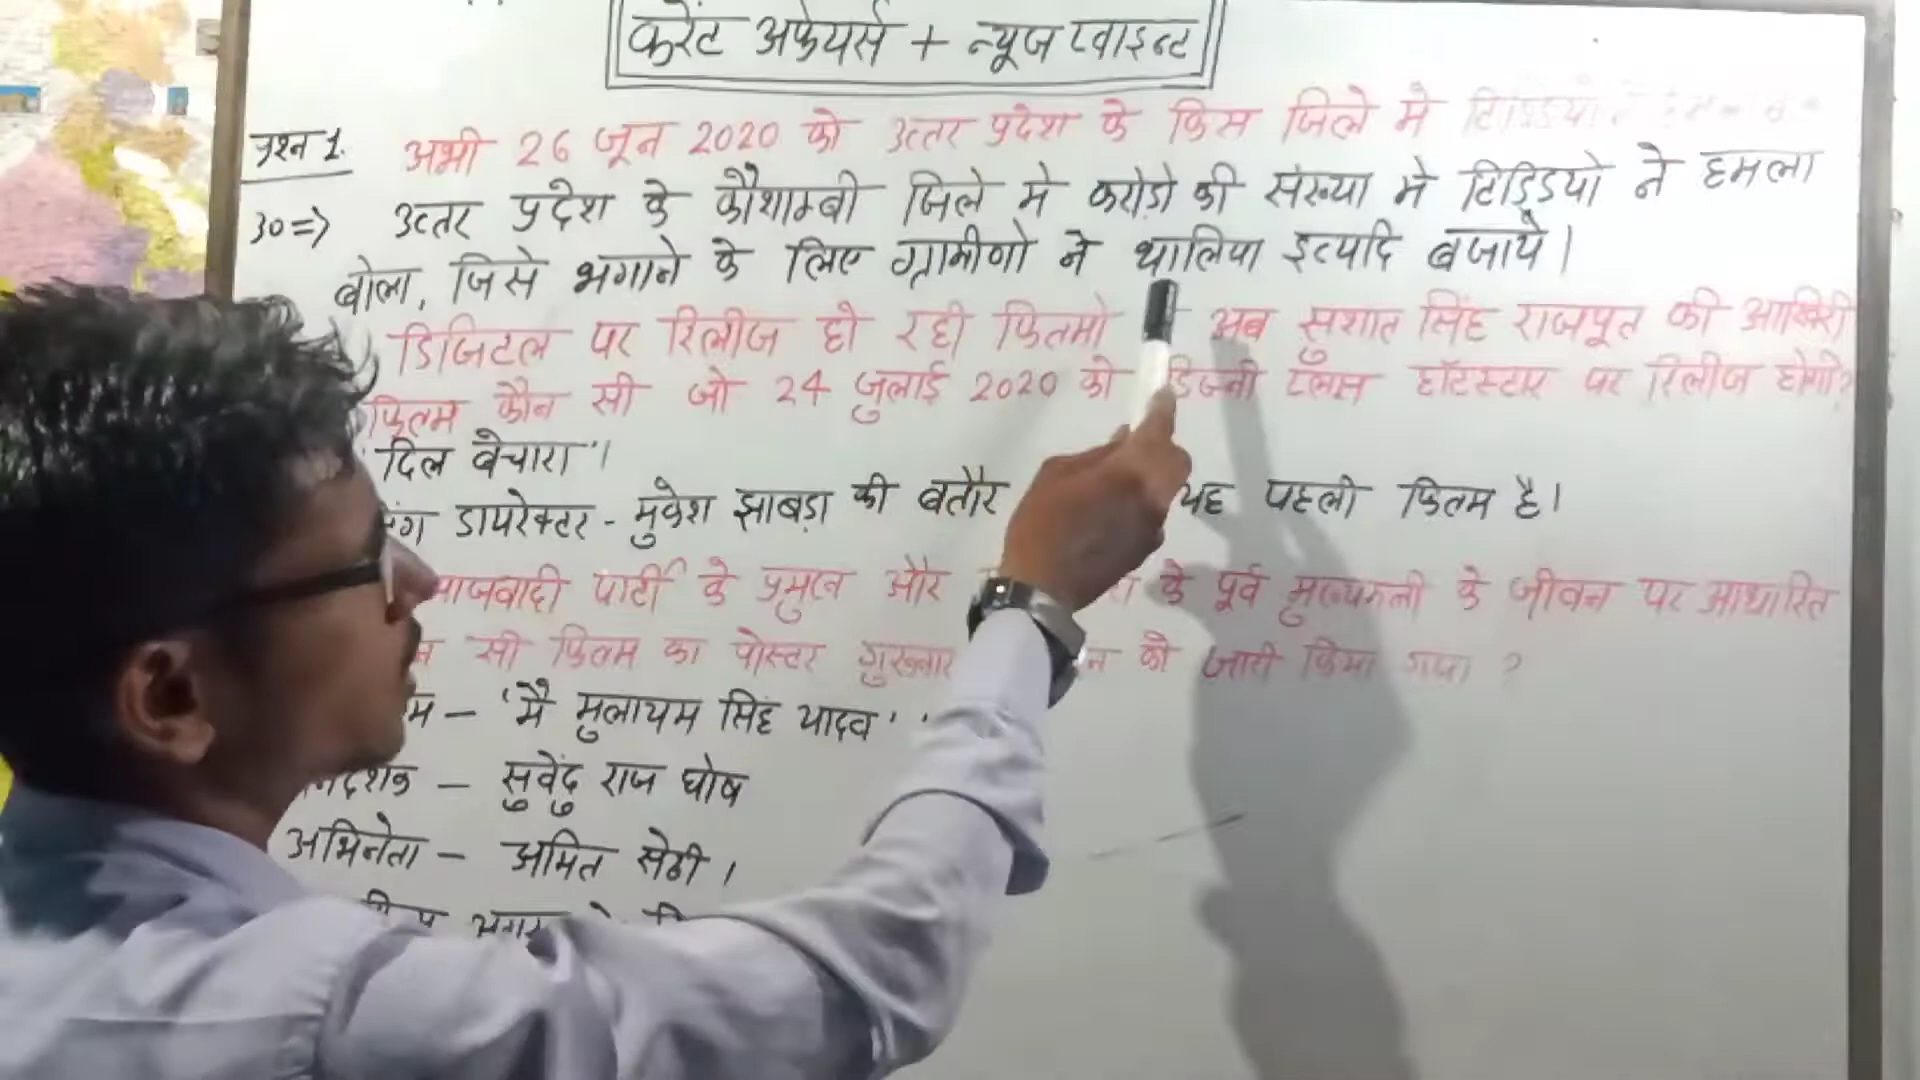 करेंट अफेयर्स + न्यूज प्वाइन्ट
प्रश्न 1. अभी 26 जून 2020 को उत्तर प्रदेश के किस जिले मे टिड्डियो
उ०=> उत्तर प्रदेश के कौशाम्बी जिले मे करोड़ो की संख्या मे टिड्डियो ने हमला
बोला, जिसे भगाने के लिए ग्रामीणो ने थालिया इत्यादि बजाये।
डिजिटल पर रिलीज हो रही फिल्मो अब सुशात सिंह राजपूत की आखिरी
फिल्म कौन सी जो 24 जुलाई 2020 को डिज्नी प्लस हॉटस्टार पर रिलीज होगी?
'दिल बेचारा'।
डायरेक्टर - मुकेश छाबड़ा की बतौर यह पहली फिल्म है।
माजवादी पार्टी के प्रमुख और के पूर्व मुख्यमन्त्री के जीवन पर आधारित
सी फिल्म का पोस्टर गुरुवार को जारी किया गया ?
म – 'मै मुलायम सिंह यादव'
निर्देशक – सुवेंदु राज घोष
अभिनेता – अमित सेठी।